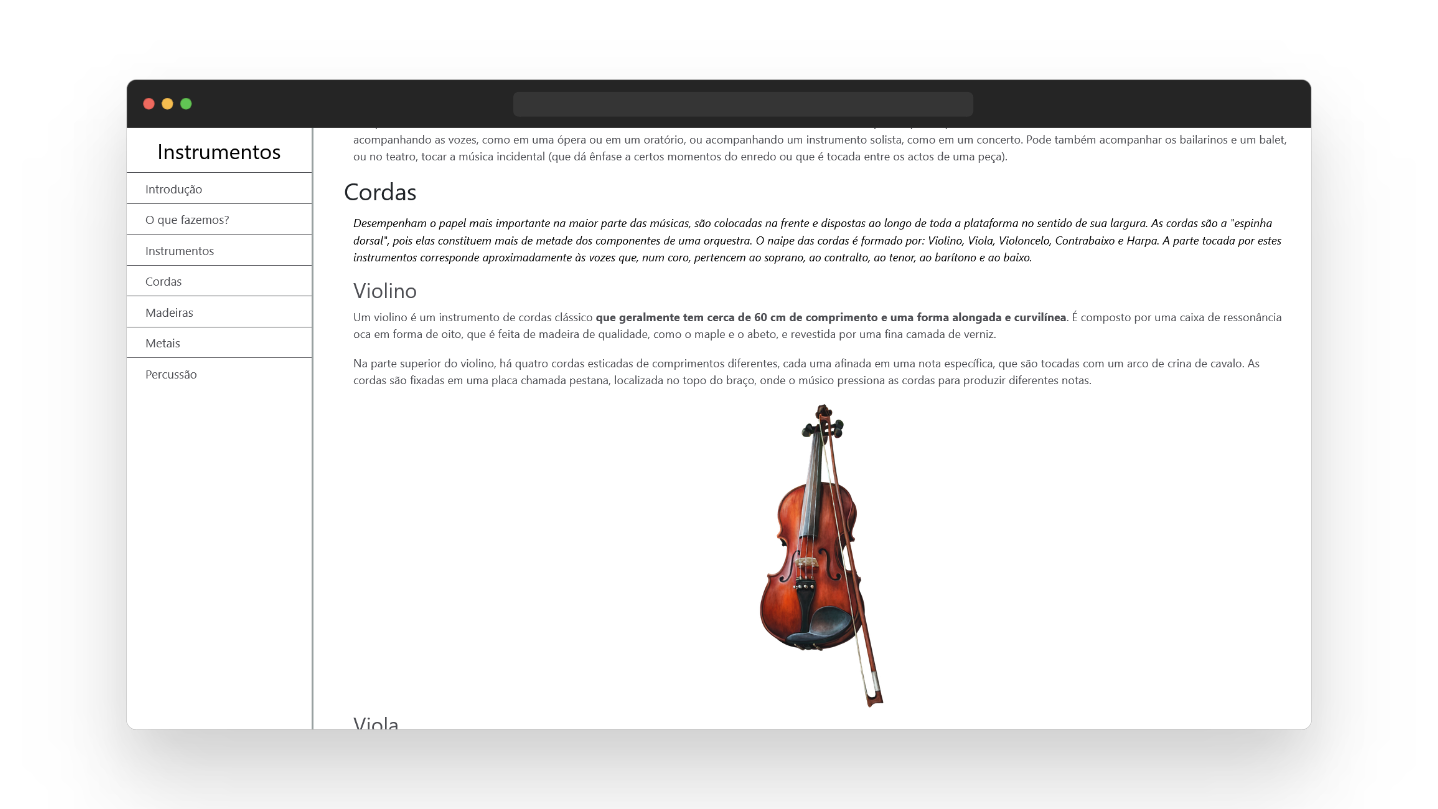 Instrumentos
Introdução
O que fazemos?
Instrumentos
Cordas
Madeiras
Metais
Percussão
acompanhando as vozes, como em uma ópera ou em um oratório, ou acompanhando um instrumento solista, como em um concerto. Pode também acompanhar os bailarinos e um balet,
ou no teatro, tocar a música incidental (que dá ênfase a certos momentos do enredo ou que é tocada entre os actos de uma peça).
Cordas
Desempenham o papel mais importante na maior parte das músicas, são colocadas na frente e dispostas ao longo de toda a plataforma no sentido de sua largura. As cordas são a "espinha
dorsal", pois elas constituem mais de metade dos componentes de uma orquestra. O naipe das cordas é formado por: Violino, Viola, Violoncelo, Contrabaixo e Harpa. A parte tocada por estes
instrumentos corresponde aproximadamente às vozes que, num coro, pertencem ao soprano, ao contralto, ao tenor, ao barítono e ao baixo.
Violino
Um violino é um instrumento de cordas clássico que geralmente tem cerca de 60 cm de comprimento e uma forma alongada e curvilínea. É composto por uma caixa de ressonância
oca em forma de oito, que é feita de madeira de qualidade, como o maple e o abeto, e revestida por uma fina camada de verniz.
Na parte superior do violino, há quatro cordas esticadas de comprimentos diferentes, cada uma afinada em uma nota específica, que são tocadas com um arco de crina de cavalo. As
cordas são fixadas em uma placa chamada pestana, localizada no topo do braço, onde o músico pressiona as cordas para produzir diferentes notas.
Viola